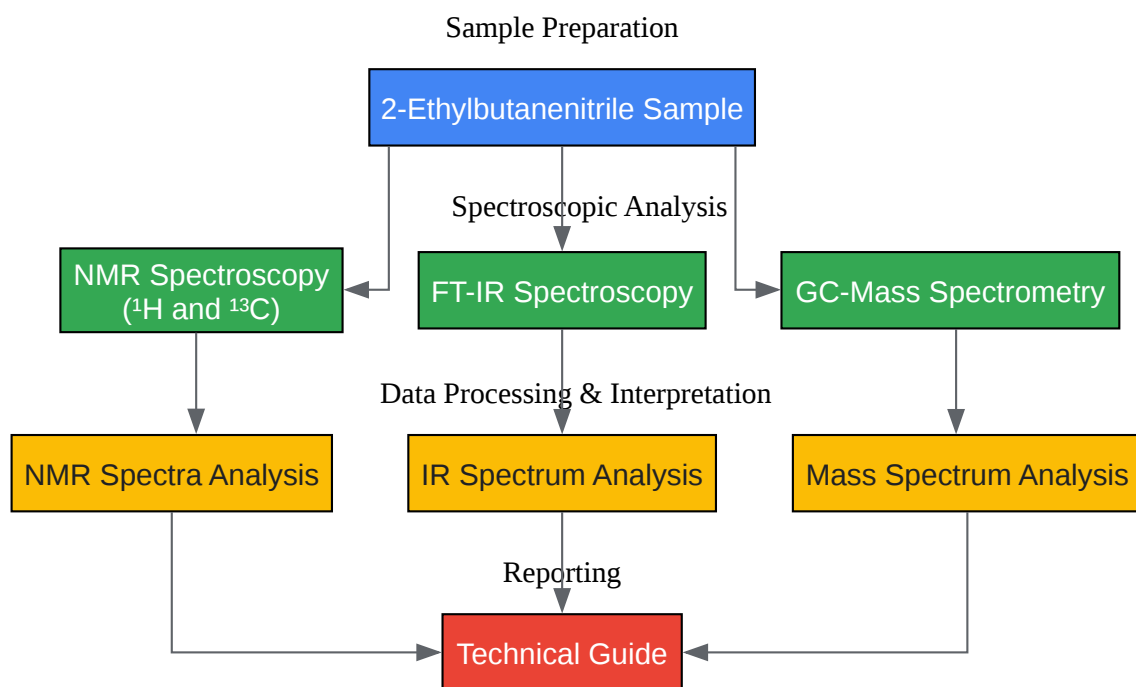 Sample Preparation
2-Ethylbutanenitrile Sample
Spectroscopic Analysis
NMR Spectroscopy
(¹H and ¹³C)
FT-IR Spectroscopy
GC-Mass Spectrometry
Data Processing & Interpretation
NMR Spectra Analysis
IR Spectrum Analysis
Mass Spectrum Analysis
Reporting
Technical Guide